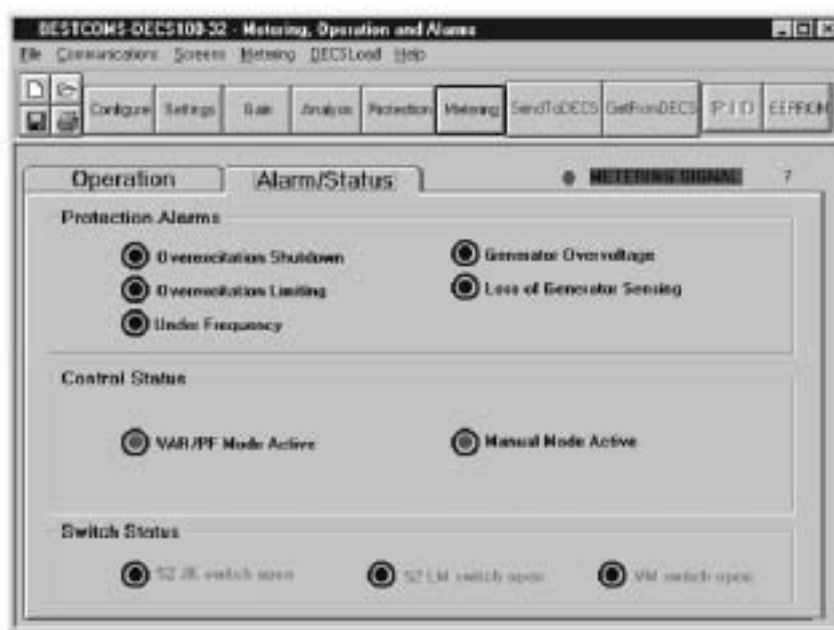 BESTCOMS-DECS100-32 - Metering, Operation and Alarms
File Communications Screens Metering DECSLoad Help
Configure Settings Gain Analysis Protection Metering SendToDECS GetFromDECS P I D EEPROM
Operation Alarm/Status METERING SIGNAL 7
Protection Alarms
Overexcitation Shutdown Generator Overvoltage
Overexcitation Limiting Loss of Generator Sensing
Under Frequency
Control Status
VAR/PF Mode Active Manual Mode Active
Switch Status
52 JK switch open 52 LM switch open VM switch open